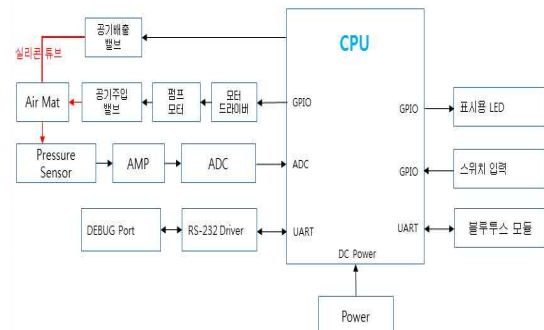 공기배출
밸브
실리콘 튜브
CPU
Air Mat
공기주입
밸브
펌프
모터
모터
드라이버
GPIO
GPIO
표시용 LED
Pressure
Sensor
AMP
ADC
ADC
GPIO
스위치 입력
DEBUG Port
RS-232 Driver
UART
UART
블루투스 모듈
DC Power
Power